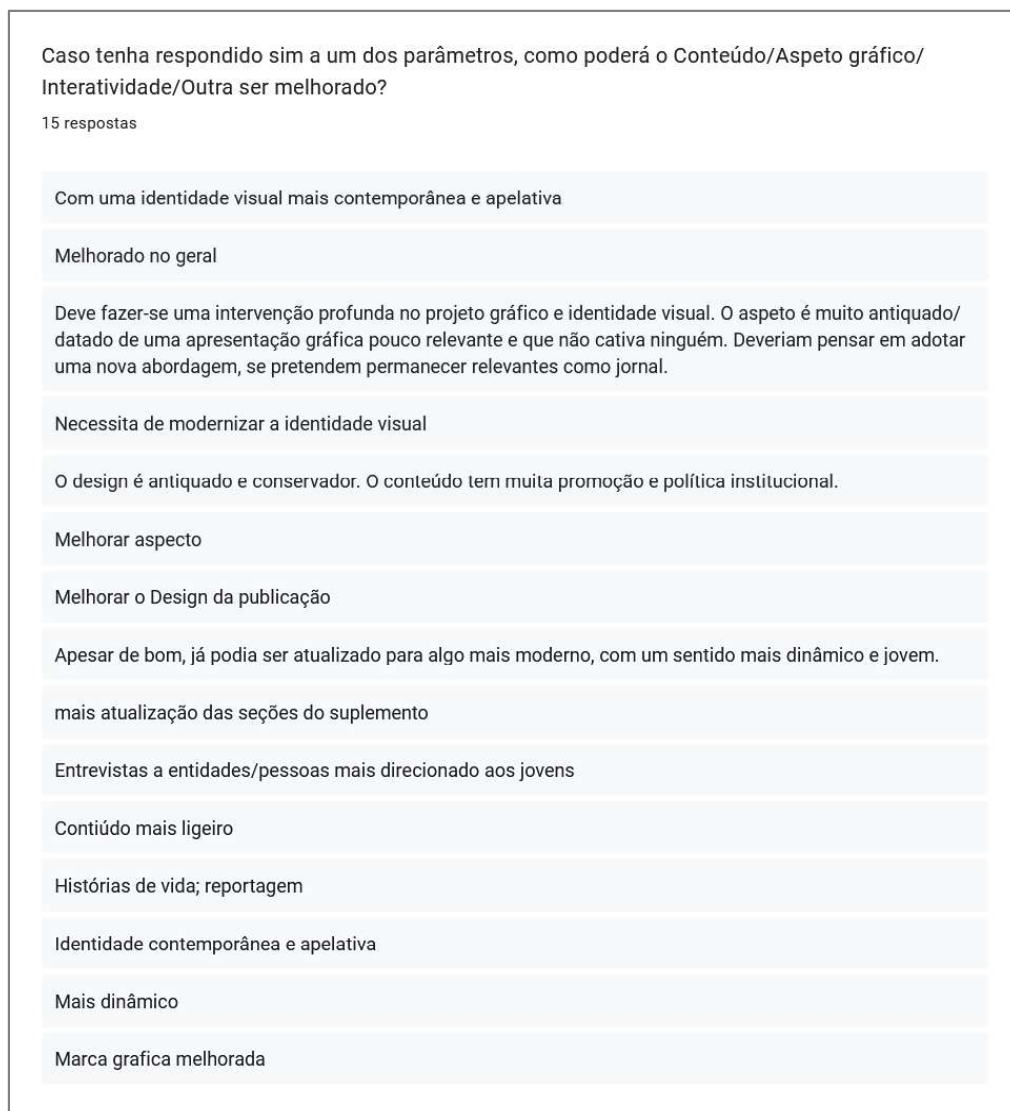 Caso tenha respondido sim a um dos parâmetros, como poderá o Conteúdo/Aspeto gráfico/
Interatividade/Outra ser melhorado?
15 respostas
Com uma identidade visual mais contemporânea e apelativa
Melhorado no geral
Deve fazer-se uma intervenção profunda no projeto gráfico e identidade visual. O aspeto é muito antiquado/
datado de uma apresentação gráfica pouco relevante e que não cativa ninguém. Deveriam pensar em adotar
uma nova abordagem, se pretendem permanecer relevantes como jornal.
Necessita de modernizar a identidade visual
O design é antiquado e conservador. O conteúdo tem muita promoção e política institucional.
Melhorar aspecto
Melhorar o Design da publicação
Apesar de bom, já podia ser atualizado para algo mais moderno, com um sentido mais dinâmico e jovem.
mais atualização das seções do suplemento
Entrevistas a entidades/pessoas mais direcionado aos jovens
Contiúdo mais ligeiro
Histórias de vida; reportagem
Identidade contemporânea e apelativa
Mais dinâmico
Marca grafica melhorada